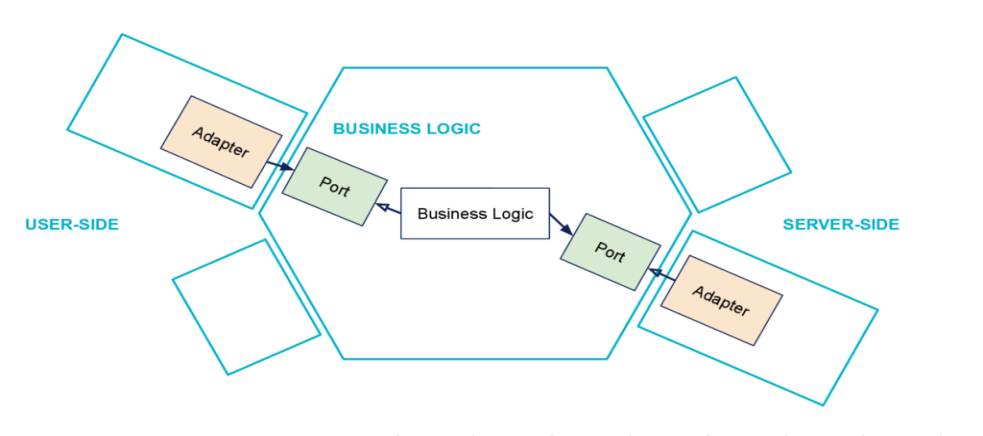 BUSINESS LOGIC
Adapter
Port
Business Logic
USER-SIDE
SERVER-SIDE
Port
Adapter